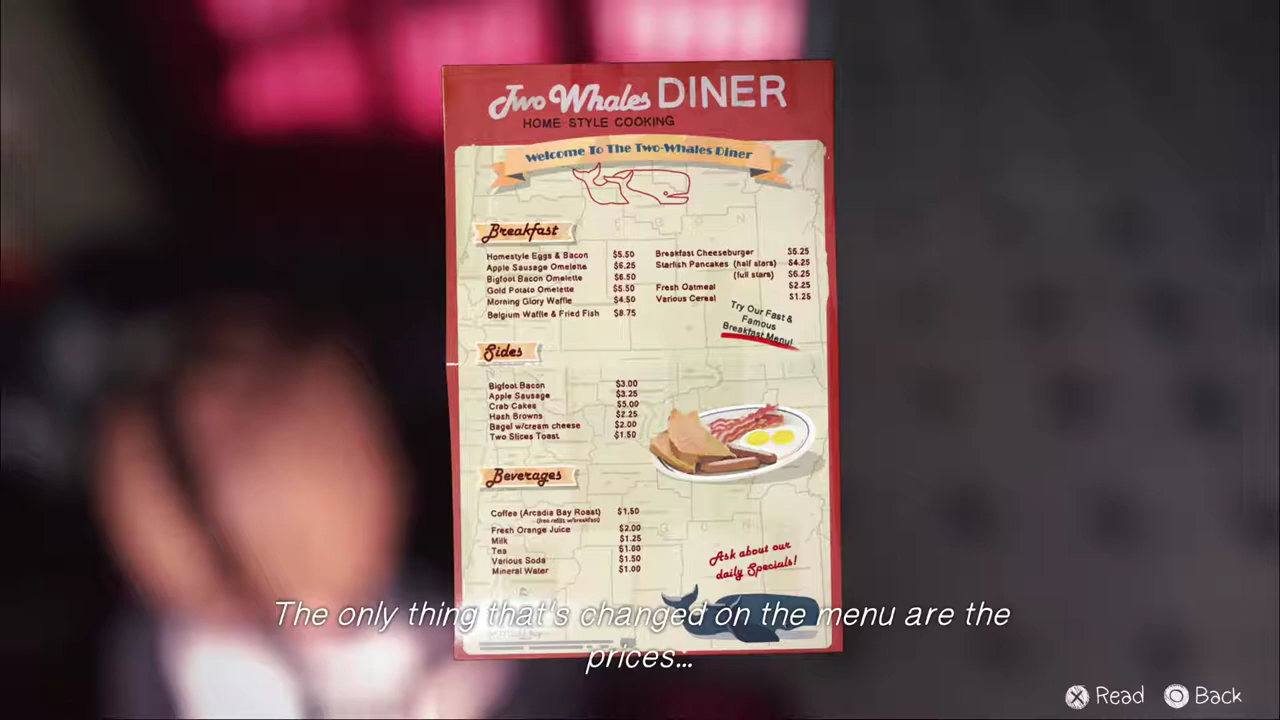 Two Whales DINER
HOME STYLE COOKING
Welcome To The Two-Whales Diner
Breakfast
Homestyle Eggs & Bacon $5.50
Apple Sausage Omelette $6.25
Bigfoot Bacon Omelette $6.50
Gold Potato Omelette $5.50
Morning Glory Waffle $4.50
Belgium Waffle & Fried Fish $8.75
Breakfast Cheeseburger $5.25
Starfish Pancakes (half stars) $4.25
(full stars) $6.25
Fresh Oatmeal $2.25
Various Cereal $1.25
Try Our Fast &
Famous
Breakfast Menu!
Sides
Bigfoot Bacon $3.00
Apple Sausage $3.25
Crab Cakes $5.00
Hash Browns $2.25
Bagel w/cream cheese $2.00
Two Slices Toast $1.50
Beverages
Coffee (Arcadia Bay Roast) $1.50
(free refills w/breakfast)
Fresh Orange Juice $2.00
Milk $1.25
Tea $1.00
Various Soda $1.50
Mineral Water $1.00
Ask about our
daily Specials!
The only thing that's changed on the menu are the
prices...
Read Back